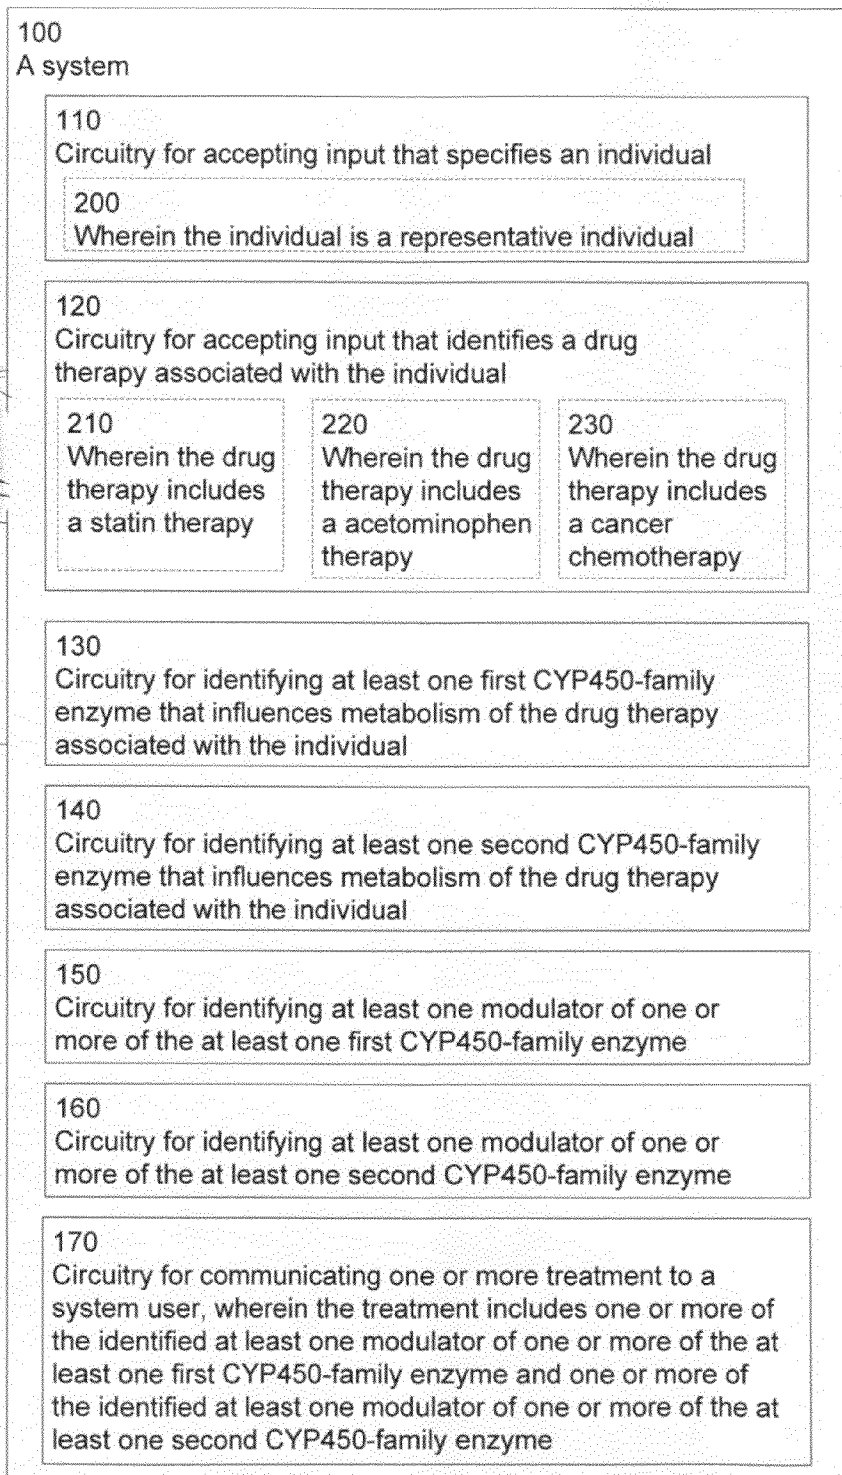 100
A system
110
Circuitry for accepting input that specifies an individual
200
Wherein the individual is a representative individual
120
Circuitry for accepting input that identifies a drug
therapy associated with the individual
210
Wherein the drug
therapy includes
a statin therapy
220
Wherein the drug
therapy includes
a acetominophen
therapy
230
Wherein the drug
therapy includes
a cancer
chemotherapy
130
Circuitry for identifying at least one first CYP450-family
enzyme that influences metabolism of the drug therapy
associated with the individual
140
Circuitry for identifying at least one second CYP450-family
enzyme that influences metabolism of the drug therapy
associated with the individual
150
Circuitry for identifying at least one modulator of one or
more of the at least one first CYP450-family enzyme
160
Circuitry for identifying at least one modulator of one or
more of the at least one second CYP450-family enzyme
170
Circuitry for communicating one or more treatment to a
system user, wherein the treatment includes one or more of
the identified at least one modulator of one or more of the at
least one first CYP450-family enzyme and one or more of
the identified at least one modulator of one or more of the at
least one second CYP450-family enzyme